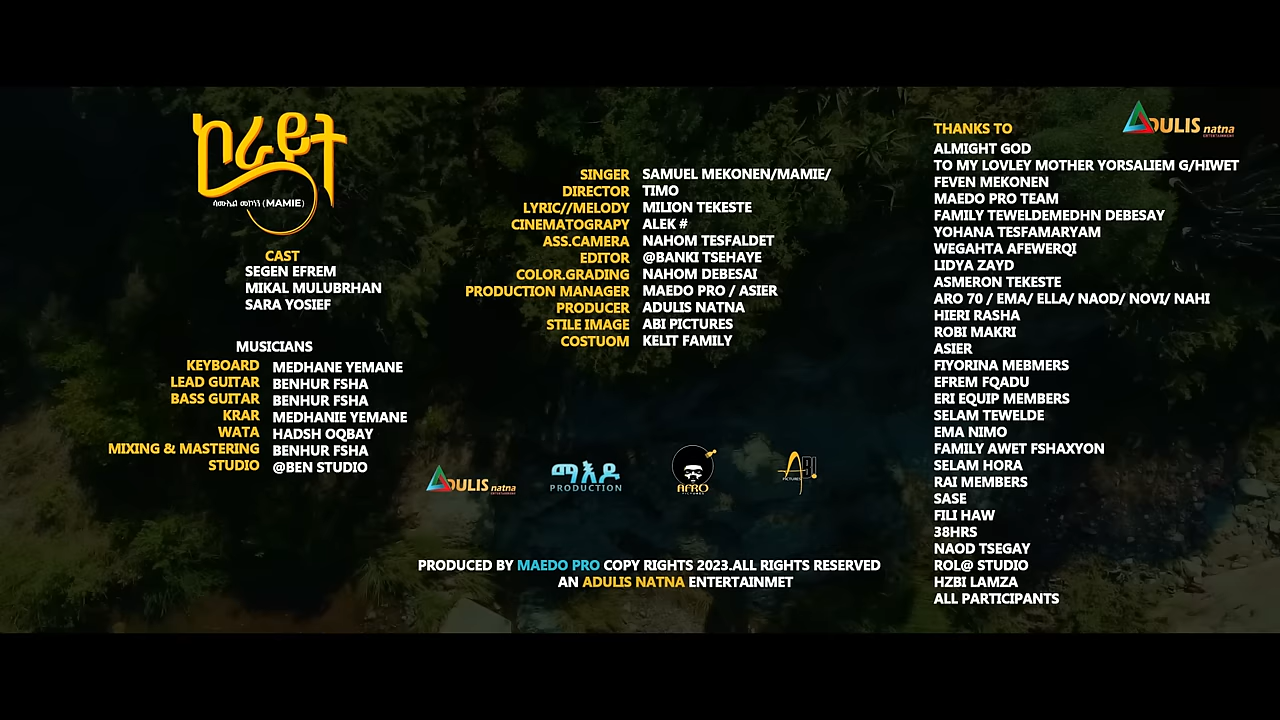 ኮራይት
ሳሙኤል መኮነን (MAMIE)
CAST
SEGEN EFREM
MIKAL MULUBRHAN
SARA YOSIEF
MUSICIANS
KEYBOARD MEDHANE YEMANE
LEAD GUITAR BENHUR FSHA
BASS GUITAR BENHUR FSHA
KRAR MEDHANIE YEMANE
WATA HADSH OQBAY
MIXING & MASTERING BENHUR FSHA
STUDIO @BEN STUDIO
SINGER SAMUEL MEKONEN/MAMIE/
DIRECTOR TIMO
LYRIC//MELODY MILION TEKESTE
CINEMATOGRAPY ALEK #
ASS.CAMERA NAHOM TESFALDET
EDITOR @BANKI TSEHAYE
COLOR.GRADING NAHOM DEBESAI
PRODUCTION MANAGER MAEDO PRO / ASIER
PRODUCER ADULIS NATNA
STILE IMAGE ABI PICTURES
COSTUOM KELIT FAMILY
ADULIS natna
ENTERTAINMENT
ማእዶ
PRODUCTION
AFRO
PICTURES
ABI
PICTURES
PRODUCED BY MAEDO PRO COPY RIGHTS 2023.ALL RIGHTS RESERVED
AN ADULIS NATNA ENTERTAINMET
ADULIS natna
ENTERTAINMENT
THANKS TO
ALMIGHT GOD
TO MY LOVLEY MOTHER YORSALIEM G/HIWET
FEVEN MEKONEN
MAEDO PRO TEAM
FAMILY TEWELDEMEDHN DEBESAY
YOHANA TESFAMARYAM
WEGAHTA AFEWERQI
LIDYA ZAYD
ASMERON TEKESTE
ARO 70 / EMA/ ELLA/ NAOD/ NOVI/ NAHI
HIERI RASHA
ROBI MAKRI
ASIER
FIYORINA MEBMERS
EFREM FQADU
ERI EQUIP MEMBERS
SELAM TEWELDE
EMA NIMO
FAMILY AWET FSHAXYON
SELAM HORA
RAI MEMBERS
SASE
FILI HAW
38HRS
NAOD TSEGAY
ROL@ STUDIO
HZBI LAMZA
ALL PARTICIPANTS